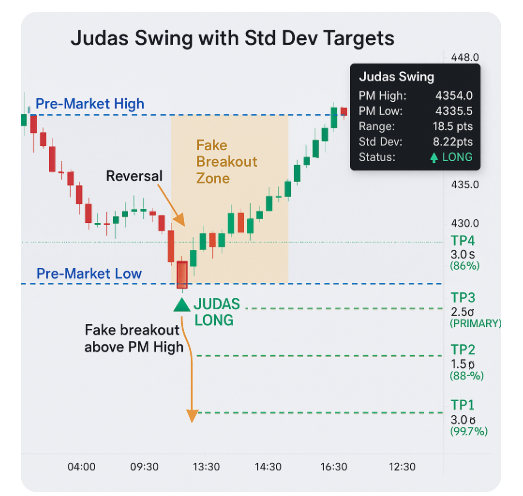 Judas Swing with Std Dev Targets
448.0
Judas Swing
PM High: 4354.0
PM Low: 4335.5
Range: 18.5 pts
Std Dev: 8.22pts
Status: LONG
Pre-Market High
Fake
Breakout
Zone
Reversal
435.0
430.0
TP4
3.0 s
(86%)
Pre-Market Low
JUDAS
LONG
TP3
2.5σ
(PRIMARY)
Fake breakout
above PM High
TP2
1.5
(88-%)
TP1
3.0
(99.7%)
04:00 09:30 13:30 14:30 16:30 12:30